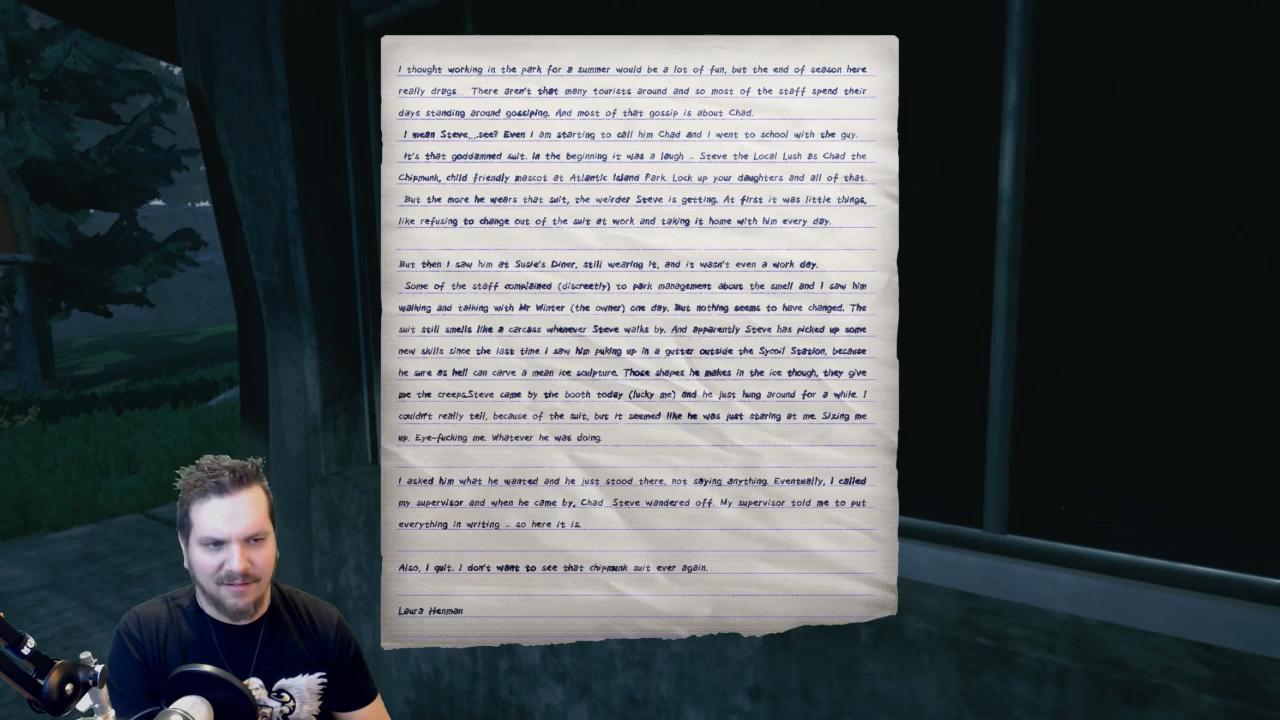 I thought working in the park for a summer would be a lot of fun, but the end of season here
really drags... There aren't that many tourists around and so most of the staff spend their
days standing around gossiping. And most of that gossip is about Chad.
I mean Steve....see? Even I am starting to call him Chad and I went to school with the guy.
It's that goddamned suit. In the beginning it was a laugh - Steve the Local Lush as Chad the
Chipmunk, child friendly mascot at Atlantic Island Park. Lock up your daughters and all of that.
But the more he wears that suit, the weirder Steve is getting. At first it was little things,
like refusing to change out of the suit at work and taking it home with him every day.
But then I saw him at Susie's Diner, still wearing it, and it wasn't even a work day.
Some of the staff complained (discreetly) to park management about the smell and I saw him
walking and talking with Mr Winter (the owner) one day. But nothing seems to have changed. The
suit still smells like a carcass whenever Steve walks by. And apparently Steve has picked up some
new skills since the last time I saw him puking up in a gutter outside the Sycoil Station, because
he sure as hell can carve a mean ice sculpture. Those shapes he makes in the ice though, they give
me the creeps.Steve came by the booth today (lucky me) and he just hung around for a while. I
couldn't really tell, because of the suit, but it seemed like he was just staring at me. Sizing me
up. Eye-fucking me. Whatever he was doing.
I asked him what he wanted and he just stood there, not saying anything. Eventually, I called
my supervisor and when he came by, Chad...Steve wandered off. My supervisor told me to put
everything in writing - so here it is.
Also, I quit. I don't want to see that chipmunk suit ever again.
Laura Henman